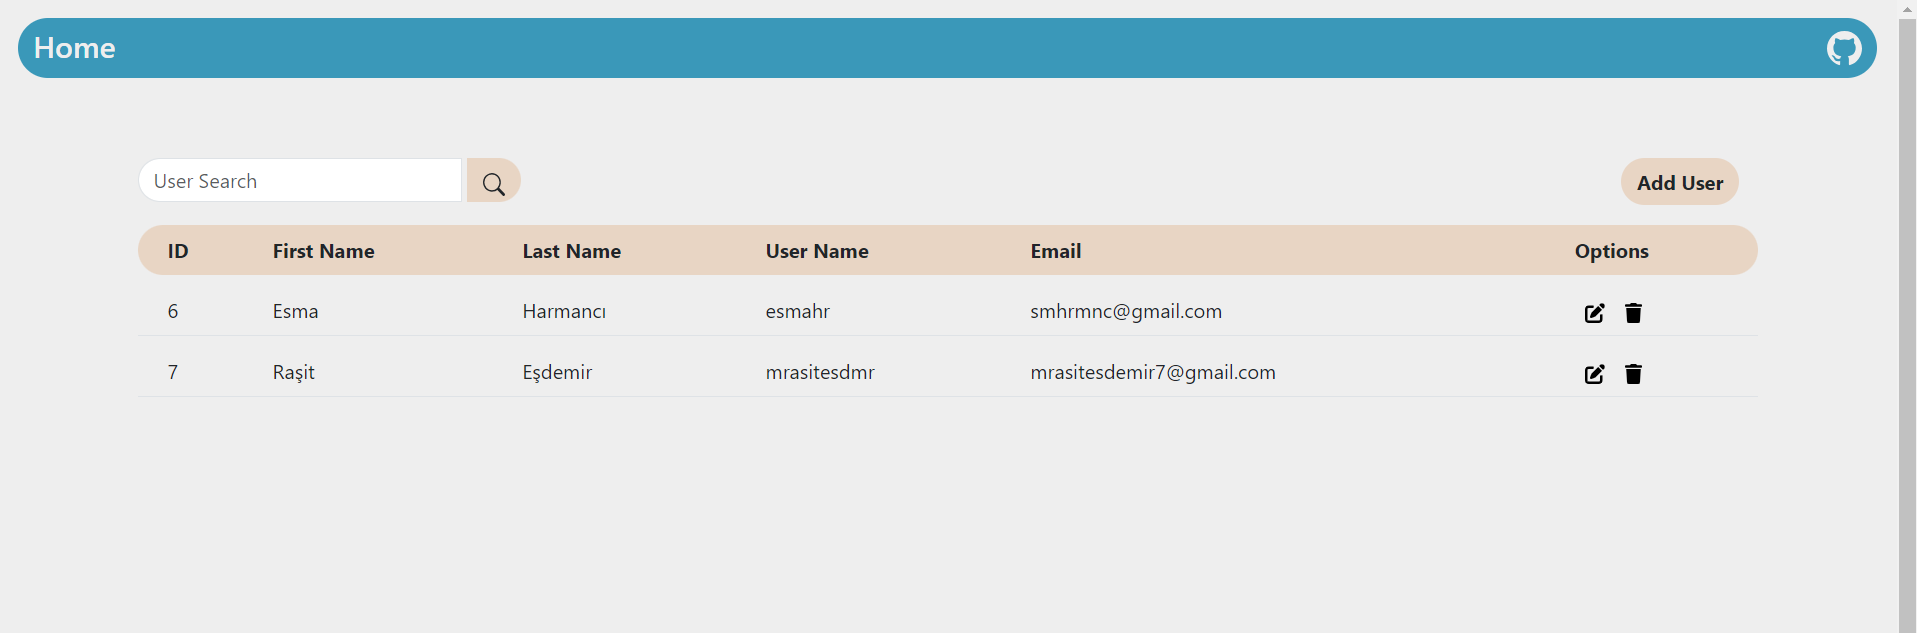 Home
User Search
Add User
ID First Name Last Name User Name Email Options
6 Esma Harmancı esmahr smhrmnc@gmail.com
7 Raşit Eşdemir mrasitesdmr mrasitesdemir7@gmail.com